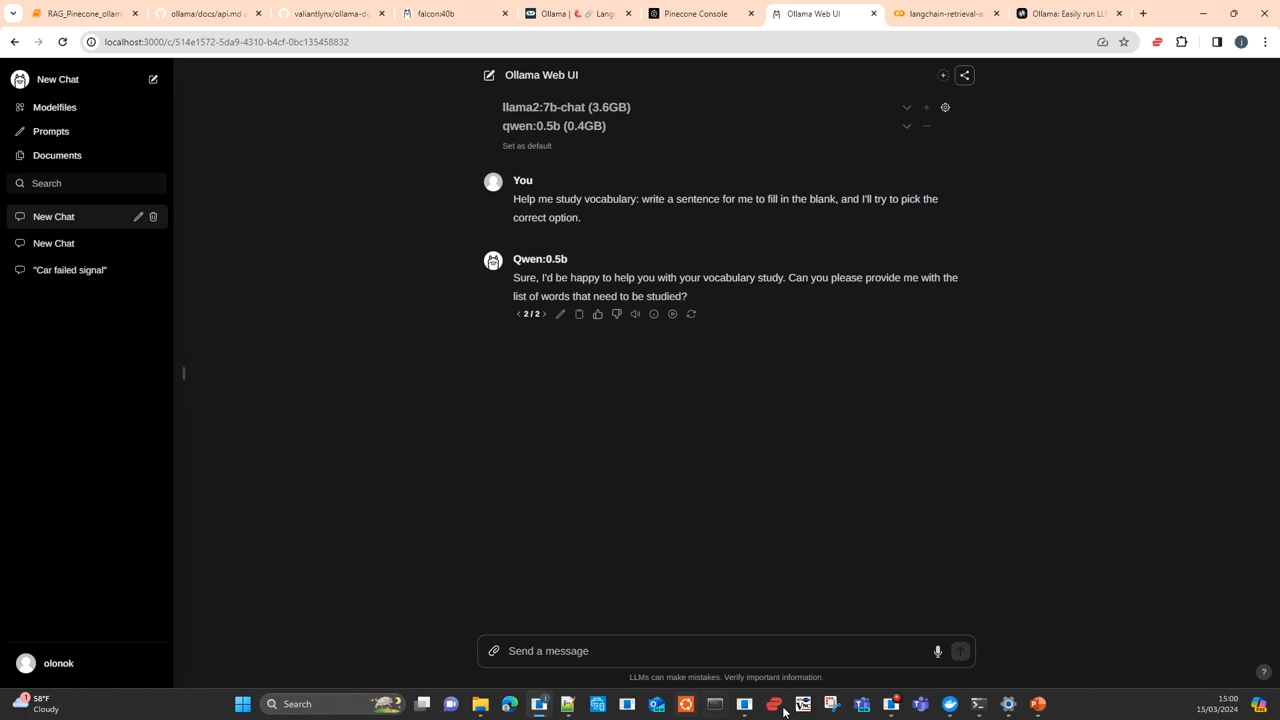 RAG_Pinecone_ollama
ollama/docs/api.md
valiantlynx/ollama-do
falcon:40b
Ollama | 🦜️🔗 Lang
Pinecone Console
Ollama Web UI
langchain-retrieval-a
Ollama: Easily run LL
localhost:3000/c/514e1572-5da9-4310-b4cf-0bc135458832
New Chat
Modelfiles
Prompts
Documents
Search
New Chat
New Chat
"Car failed signal"
olonok
Ollama Web UI
llama2:7b-chat (3.6GB)
qwen:0.5b (0.4GB)
Set as default
You
Help me study vocabulary: write a sentence for me to fill in the blank, and I'll try to pick the
correct option.
Qwen:0.5b
Sure, I'd be happy to help you with your vocabulary study. Can you please provide me with the
list of words that need to be studied?
2 / 2
Send a message
LLMs can make mistakes. Verify important information.
?
1
58°F
Cloudy
Search
15:00
15/03/2024